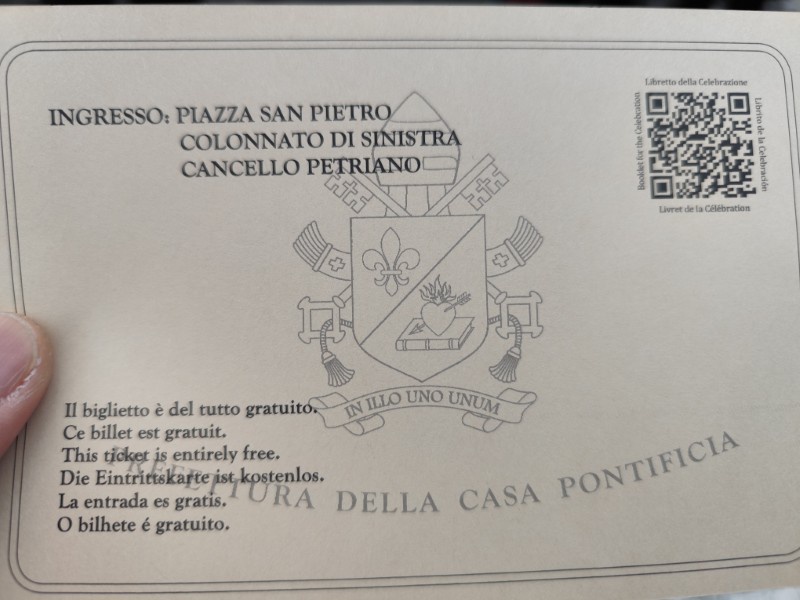 INGRESSO: PIAZZA SAN PIETRO
COLONNATO DI SINISTRA
CANCELLO PETRIANO
Libretto della Celebrazione
Booklet for the Celebration
Librito de la Celebración
Livret de la Célébration
IN ILLO UNO UNUM
Il biglietto è del tutto gratuito.
Ce billet est gratuit.
This ticket is entirely free.
Die Eintrittskarte ist kostenlos.
La entrada es gratis.
O bilhete é gratuito.
PREFETTURA DELLA CASA PONTIFICIA